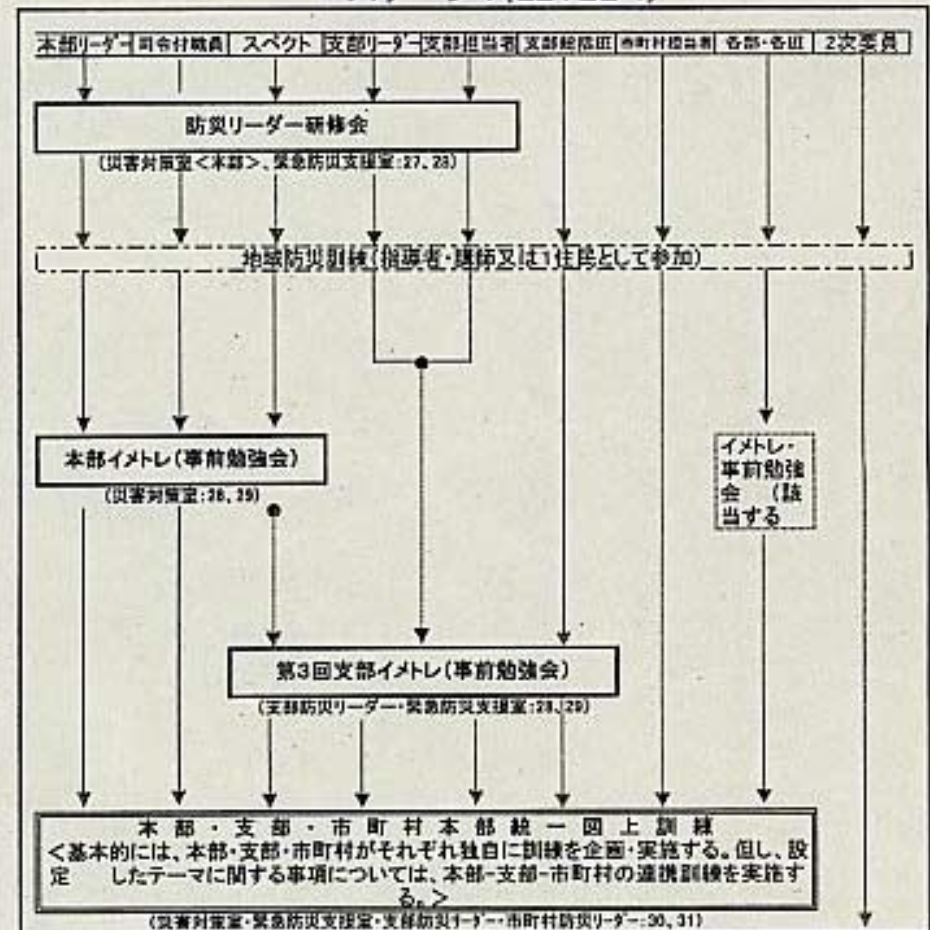 本部リーダー 司令付職員 スペクト 支部リーダー 支部担当者 支部総括班 市町村担当者 各部・各班 2次要員
防災リーダー研修会
(災害対策室<本部>、緊急防災支援室:27、28)
地域防災訓練(指導者・講師又は1住民として参加)
本部イメトレ(事前勉強会)
(災害対策室:28、29)
イメトレ・
事前勉強
会 (該
当する
第3回支部イメトレ(事前勉強会)
(支部防災リーダー・緊急防災支援室:28、29)
本部・支部・市町村本部統一図上訓練
<基本的には、本部・支部・市町村がそれぞれ独自に訓練を企画・実施する。但し、設
定 したテーマに関する事項については、本部-支部-市町村の連携訓練を実施す
る。>
(災害対策室・緊急防災支援室・支部防災リーダー・市町村防災リーダー:30、31)